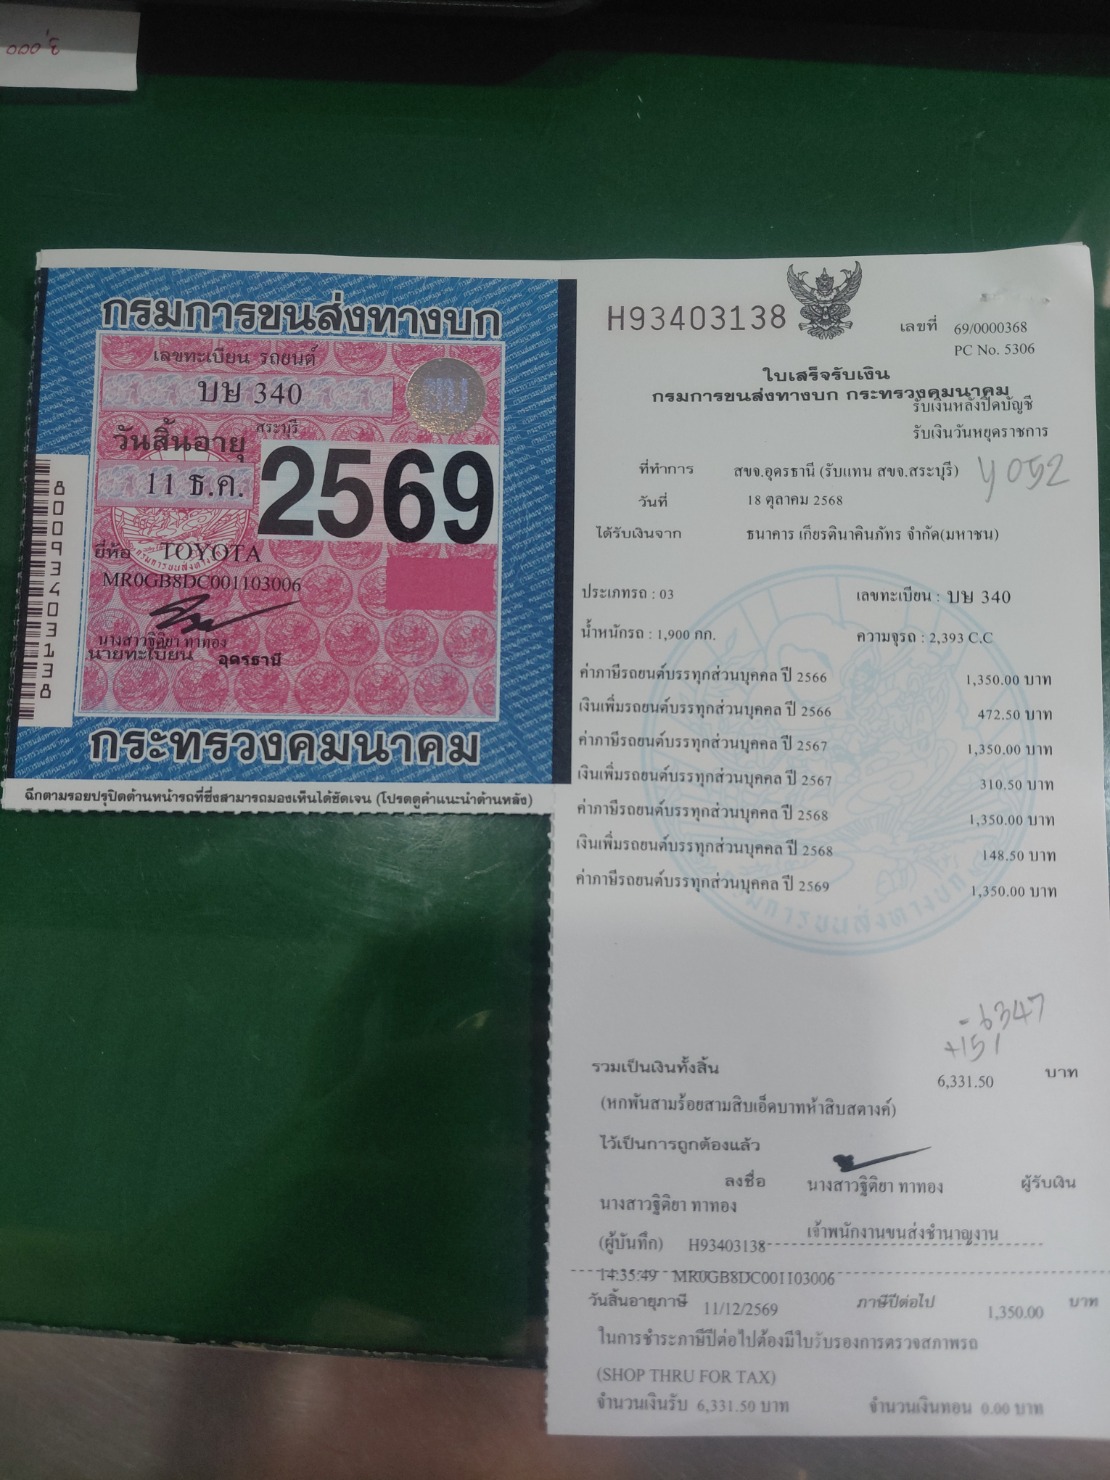 กรมการขนส่งทางบก
เลขทะเบียน รถยนต์
บษ 340
สระบุรี
วันสิ้นอายุ
11 ธ.ค.
2569
ยี่ห้อ TOYOTA
MR0GB8DC001103006
นางสาวฐิติยา ทาทอง
นายทะเบียน อุดรธานี
กระทรวงคมนาคม
8009340313 8
ฉีกตามรอยปรุปิดด้านหน้ารถที่ซึ่งสามารถมองเห็นได้ชัดเจน (โปรดดูคำแนะนำด้านหลัง)
H93403138
เลขที่ 69/0000368
PC No. 5306
ใบเสร็จรับเงิน
กรมการขนส่งทางบก กระทรวงคมนาคม
รับเงินหลังปิดบัญชี
รับเงินวันหยุดราชการ
ที่ทำการ สขจ.อุดรธานี (รับแทน สขจ.สระบุรี)
052
วันที่ 18 ตุลาคม 2568
ได้รับเงินจาก ธนาคาร เกียรตินาคินภัทร จำกัด(มหาชน)
ประเภทรถ : 03 เลขทะเบียน : บษ 340
น้ำหนักรถ : 1,900 กก. ความจุรถ : 2,393 C.C
ค่าภาษีรถยนต์บรรทุกส่วนบุคคล ปี 2566 1,350.00 บาท
เงินเพิ่มรถยนต์บรรทุกส่วนบุคคล ปี 2566 472.50 บาท
ค่าภาษีรถยนต์บรรทุกส่วนบุคคล ปี 2567 1,350.00 บาท
เงินเพิ่มรถยนต์บรรทุกส่วนบุคคล ปี 2567 310.50 บาท
ค่าภาษีรถยนต์บรรทุกส่วนบุคคล ปี 2568 1,350.00 บาท
เงินเพิ่มรถยนต์บรรทุกส่วนบุคคล ปี 2568 148.50 บาท
ค่าภาษีรถยนต์บรรทุกส่วนบุคคล ปี 2569 1,350.00 บาท
กรมการขนส่งทางบก
6347
+15
รวมเป็นเงินทั้งสิ้น 6,331.50 บาท
(หกพันสามร้อยสามสิบเอ็ดบาทห้าสิบสตางค์)
ไว้เป็นการถูกต้องแล้ว
ลงชื่อ นางสาวฐิติยา ทาทอง ผู้รับเงิน
นางสาวฐิติยา ทาทอง
เจ้าพนักงานขนส่งชำนาญงาน
(ผู้บันทึก) H93403138
14:35:49 MR0GB8DC001103006
วันสิ้นอายุภาษี 11/12/2569 ภาษีปีต่อไป 1,350.00 บาท
ในการชำระภาษีปีต่อไปต้องมีใบรับรองการตรวจสภาพรถ
(SHOP THRU FOR TAX)
จำนวนเงินรับ 6,331.50 บาท จำนวนเงินทอน 0.00 บาท